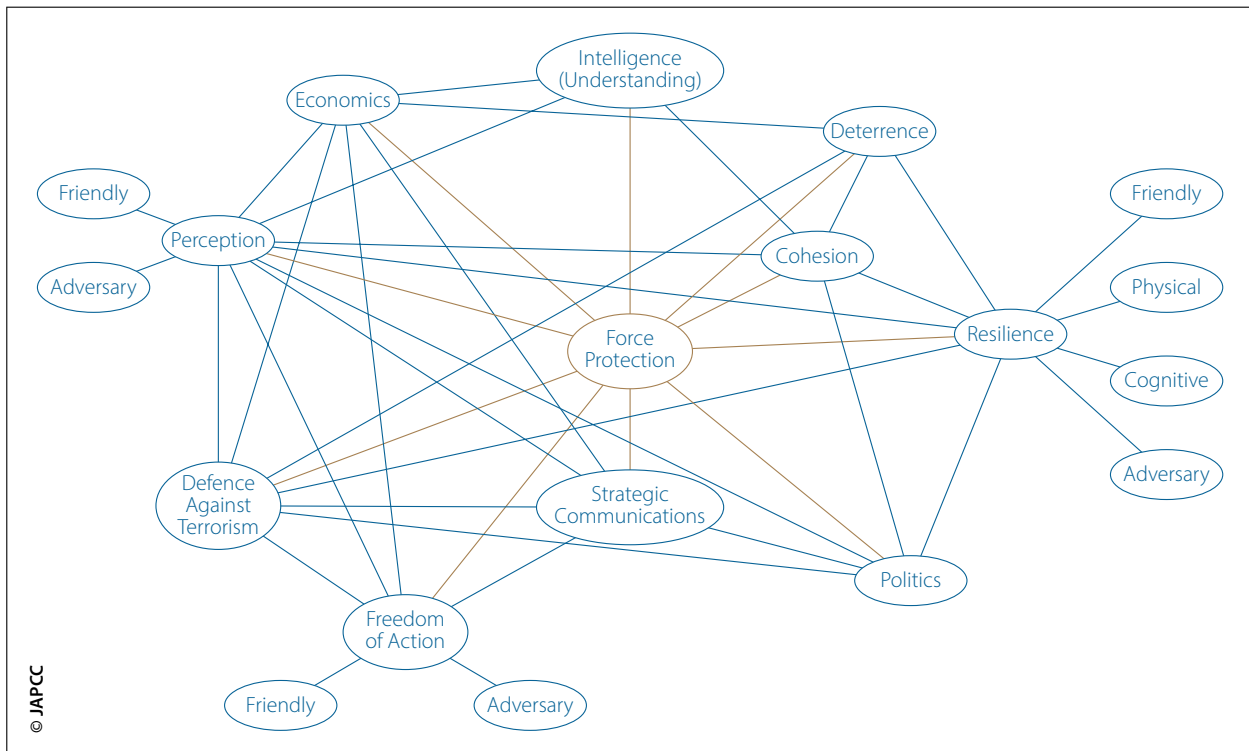 Intelligence
(Understanding)
Economics
Deterrence
Friendly
Friendly
Perception
Cohesion
Adversary
Physical
Force
Protection
Resilience
Cognitive
Defence
Against
Terrorism
Strategic
Communications
Adversary
Politics
Freedom
of Action
Friendly
Adversary
© JAPCC